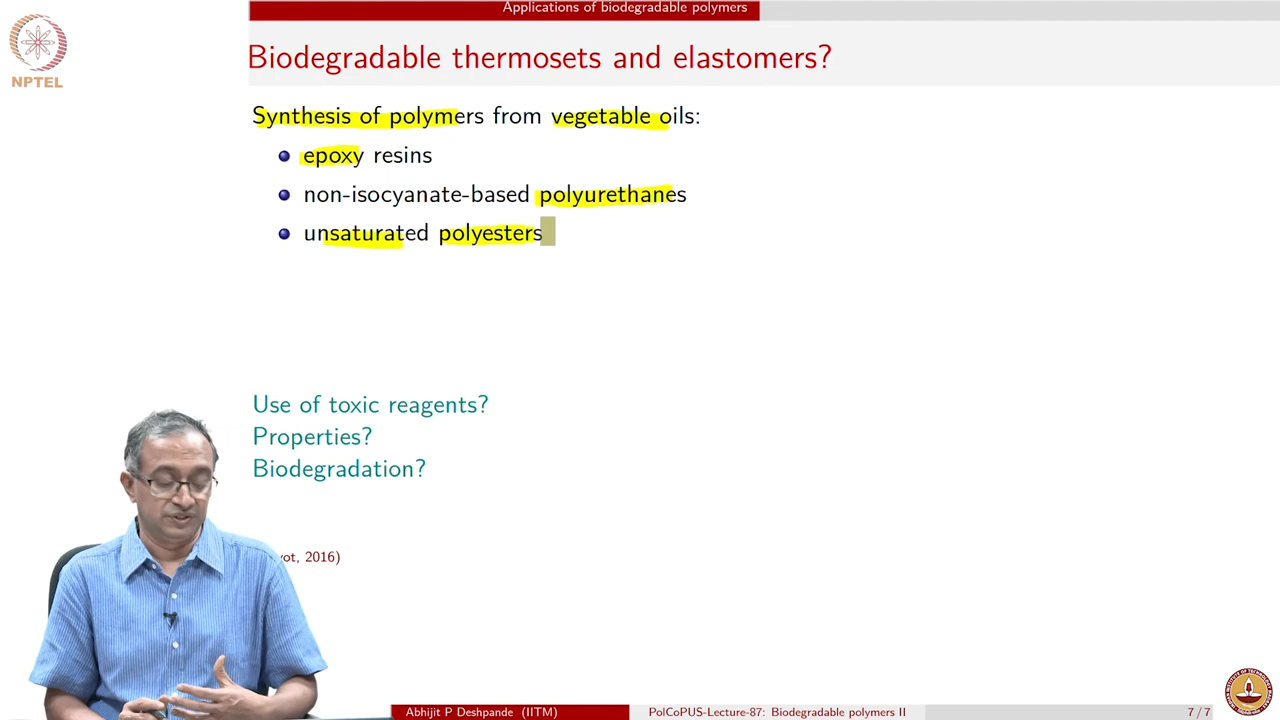 Applications of biodegradable polymers
NPTEL
Biodegradable thermosets and elastomers?
Synthesis of polymers from vegetable oils:
epoxy resins
non-isocyanate-based polyurethanes
unsaturated polyesters
Use of toxic reagents?
Properties?
Biodegradation?
2016)
Abhijit P Deshpande (IITM) PolCoPUS-Lecture-87: Biodegradable polymers II 7 / 7